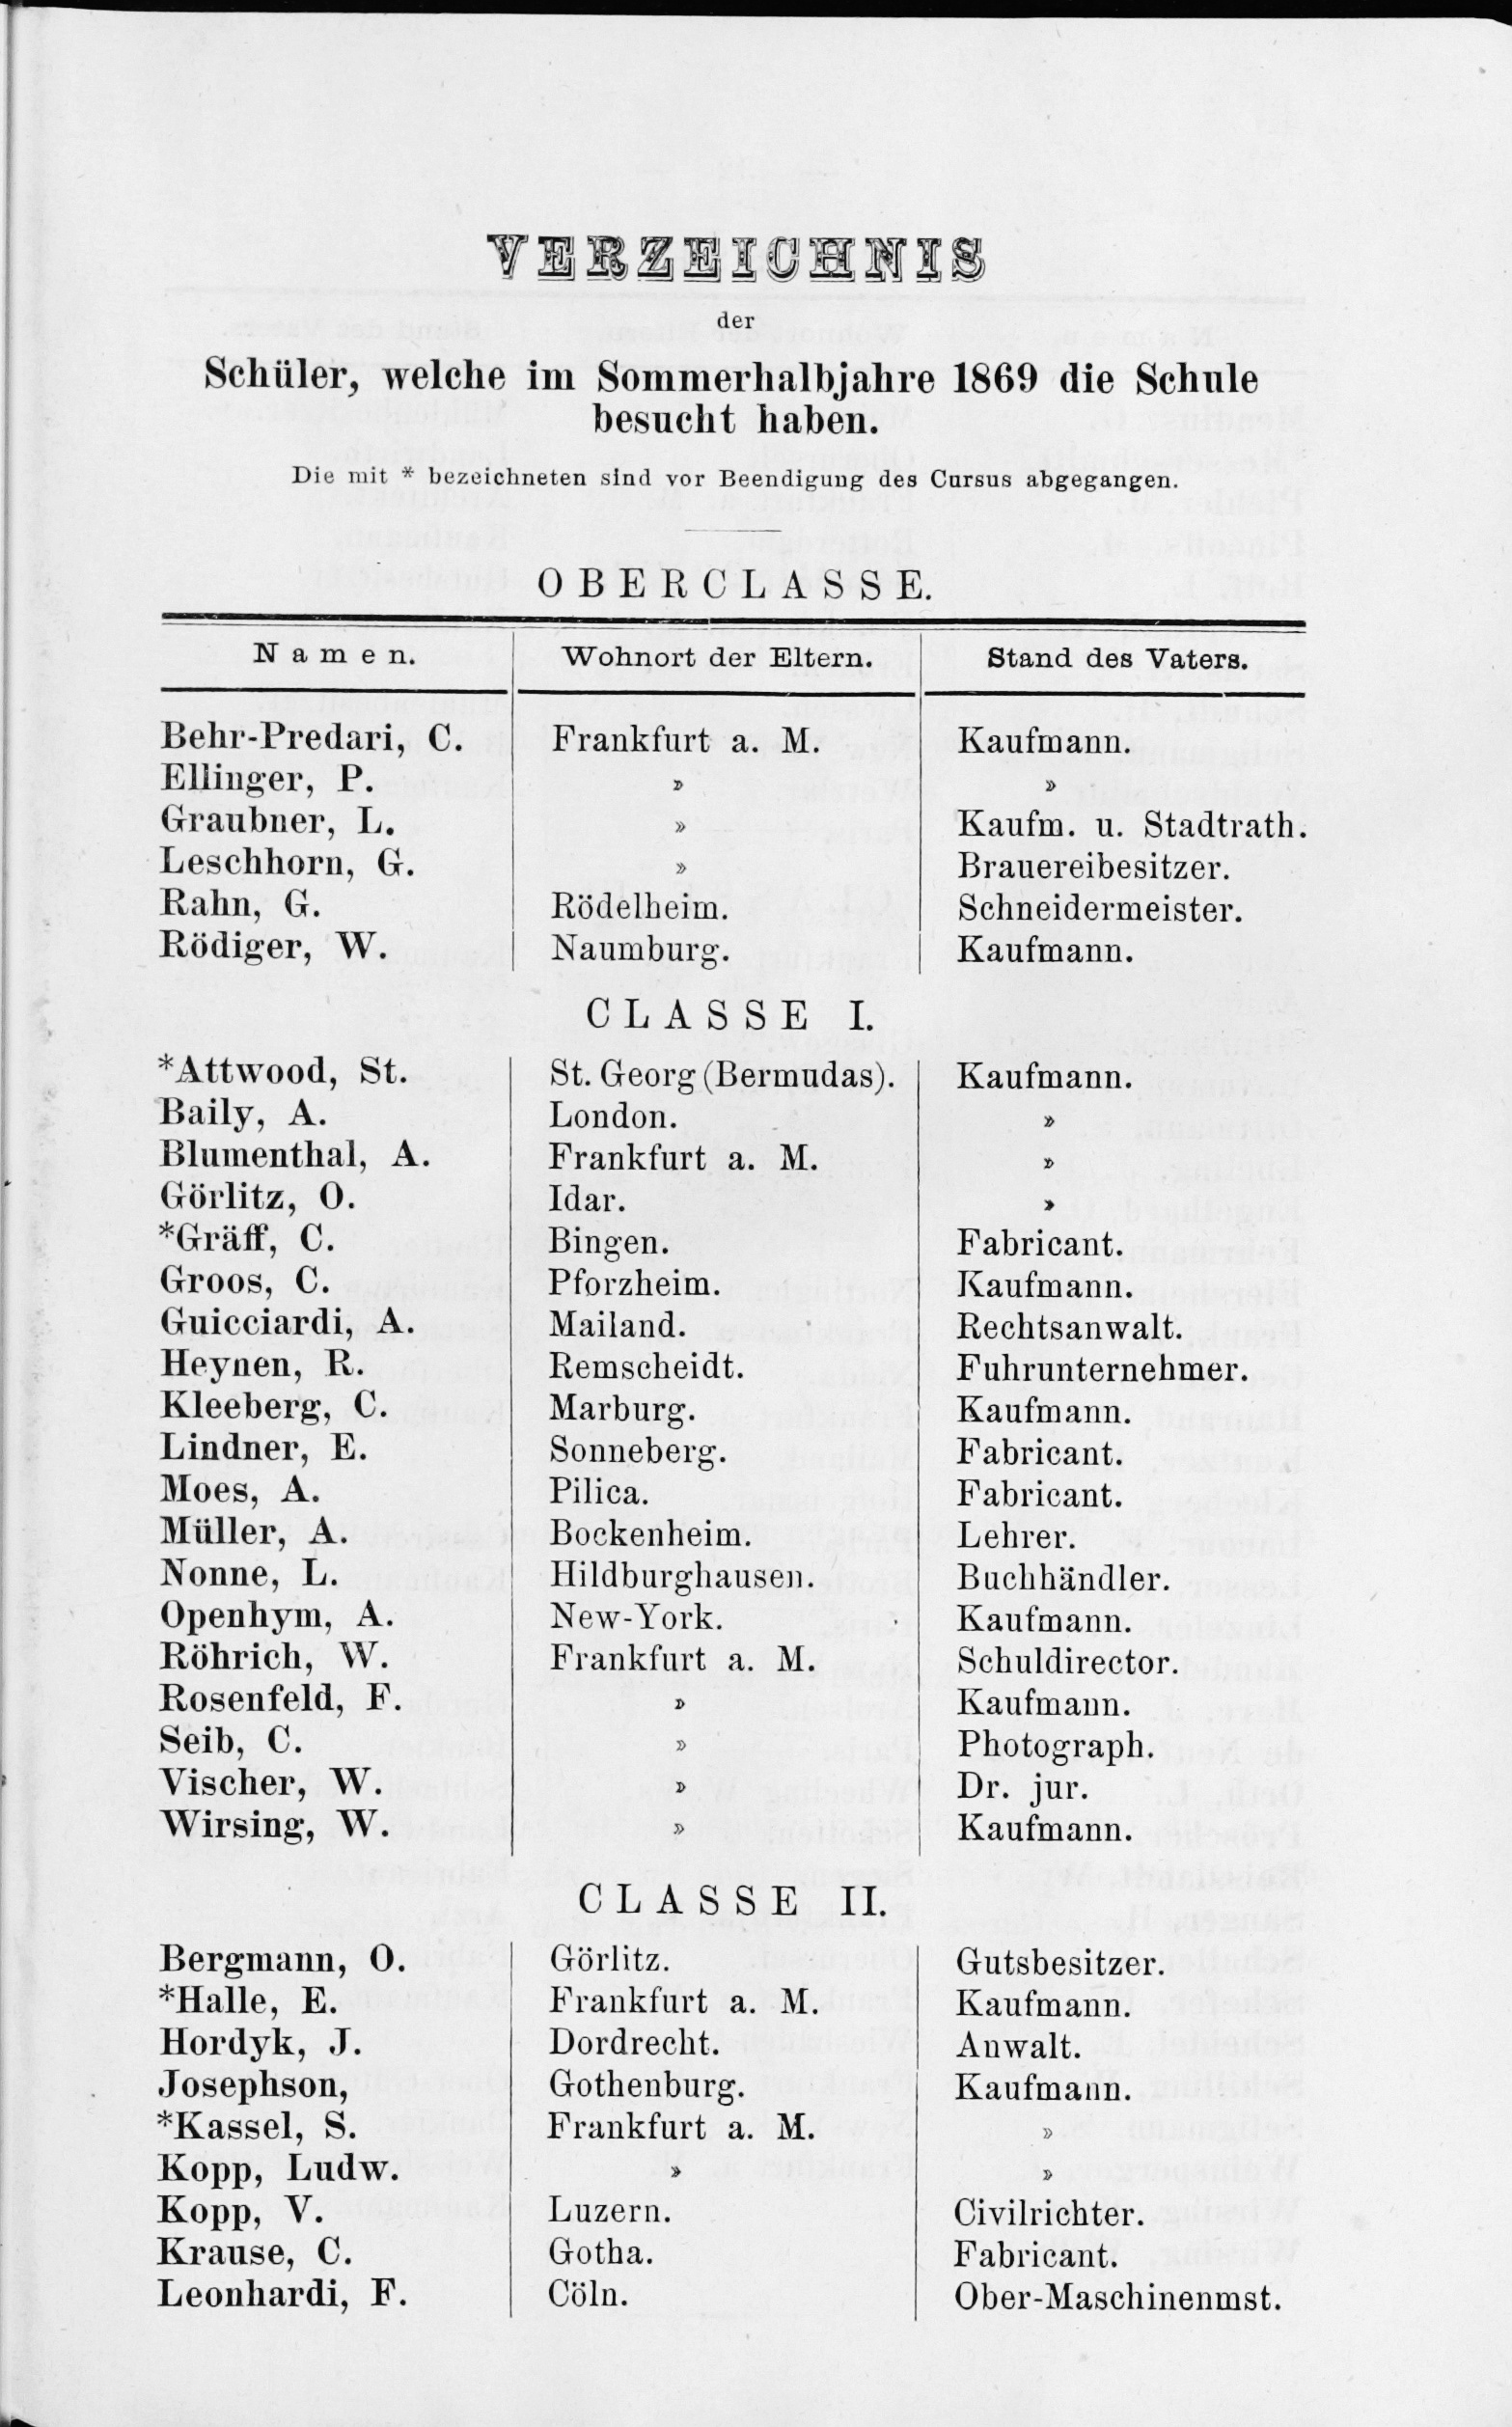 VERZEICHNIS
der
Schüler, welche im Sommerhalbjahre 1869 die Schule
besucht haben.
Die mit * bezeichneten sind vor Beendigung des Cursus abgegangen.
OBERCLASSE.
Namen. Wohnort der Eltern. Stand des Vaters.
Behr-Predari, C. Frankfurt a. M. Kaufmann.
Ellinger, P. » »
Graubner, L. » Kaufm. u. Stadtrath.
Leschhorn, G. » Brauereibesitzer.
Rahn, G. Rödelheim. Schneidermeister.
Rödiger, W. Naumburg. Kaufmann.
CLASSE I.
*Attwood, St. St. Georg (Bermudas). Kaufmann.
Baily, A. London. »
Blumenthal, A. Frankfurt a. M. »
Görlitz, O. Idar. »
*Gräff, C. Bingen. Fabricant.
Groos, C. Pforzheim. Kaufmann.
Guicciardi, A. Mailand. Rechtsanwalt.
Heynen, R. Remscheidt. Fuhrunternehmer.
Kleeberg, C. Marburg. Kaufmann.
Lindner, E. Sonneberg. Fabricant.
Moes, A. Pilica. Fabricant.
Müller, A. Bockenheim. Lehrer.
Nonne, L. Hildburghausen. Buchhändler.
Openhym, A. New-York. Kaufmann.
Röhrich, W. Frankfurt a. M. Schuldirector.
Rosenfeld, F. » Kaufmann.
Seib, C. » Photograph.
Vischer, W. » Dr. jur.
Wirsing, W. » Kaufmann.
CLASSE II.
Bergmann, O. Görlitz. Gutsbesitzer.
*Halle, E. Frankfurt a. M. Kaufmann.
Hordyk, J. Dordrecht. Anwalt.
Josephson, Gothenburg. Kaufmann.
*Kassel, S. Frankfurt a. M. »
Kopp, Ludw. » »
Kopp, V. Luzern. Civilrichter.
Krause, C. Gotha. Fabricant.
Leonhardi, F. Cöln. Ober-Maschinenmst.